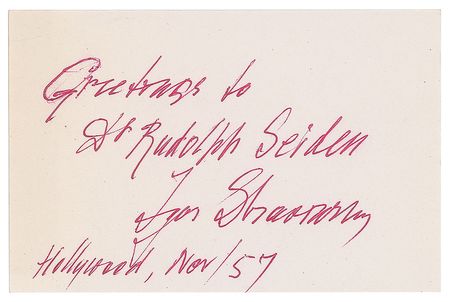 Greetings to
Dr Rudolph Seiden
Igor Stravinsky
Hollywood, Nov/57